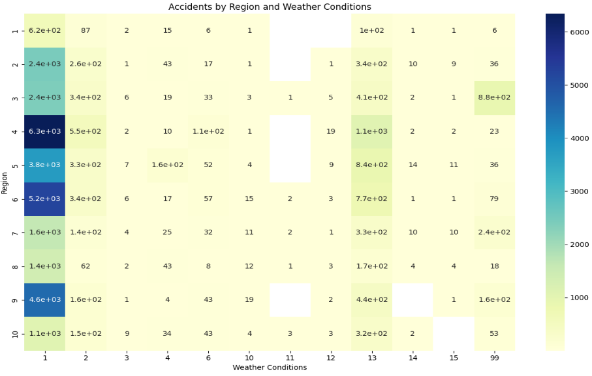 Accidents by Region and Weather Conditions
1 6.2e+02 87 2 15 6 1 1e+02 1 1 6
2 2.4e+03 2.6e+02 1 43 17 1 1 3.4e+02 10 9 36
3 2.4e+03 3.4e+02 6 19 33 3 1 5 4.1e+02 2 1 8.8e+02
4 6.3e+03 5.5e+02 2 10 1.1e+02 1 19 1.1e+03 2 2 23
5 3.8e+03 3.3e+02 7 1.6e+02 52 4 9 8.4e+02 14 11 36
6 5.2e+03 3.4e+02 6 17 57 15 2 3 7.7e+02 1 1 79
7 1.6e+03 1.4e+02 4 25 32 11 2 1 3.3e+02 10 10 2.4e+02
8 1.4e+03 62 2 43 8 12 1 3 1.7e+02 4 4 18
9 4.6e+03 1.6e+02 1 4 43 19 2 4.4e+02 1 1.6e+02
10 1.1e+03 1.5e+02 9 34 43 4 3 3 3.2e+02 2 53
1 2 3 4 6 10 11 12 13 14 15 99
Weather Conditions
Region
6000
5000
4000
3000
2000
1000